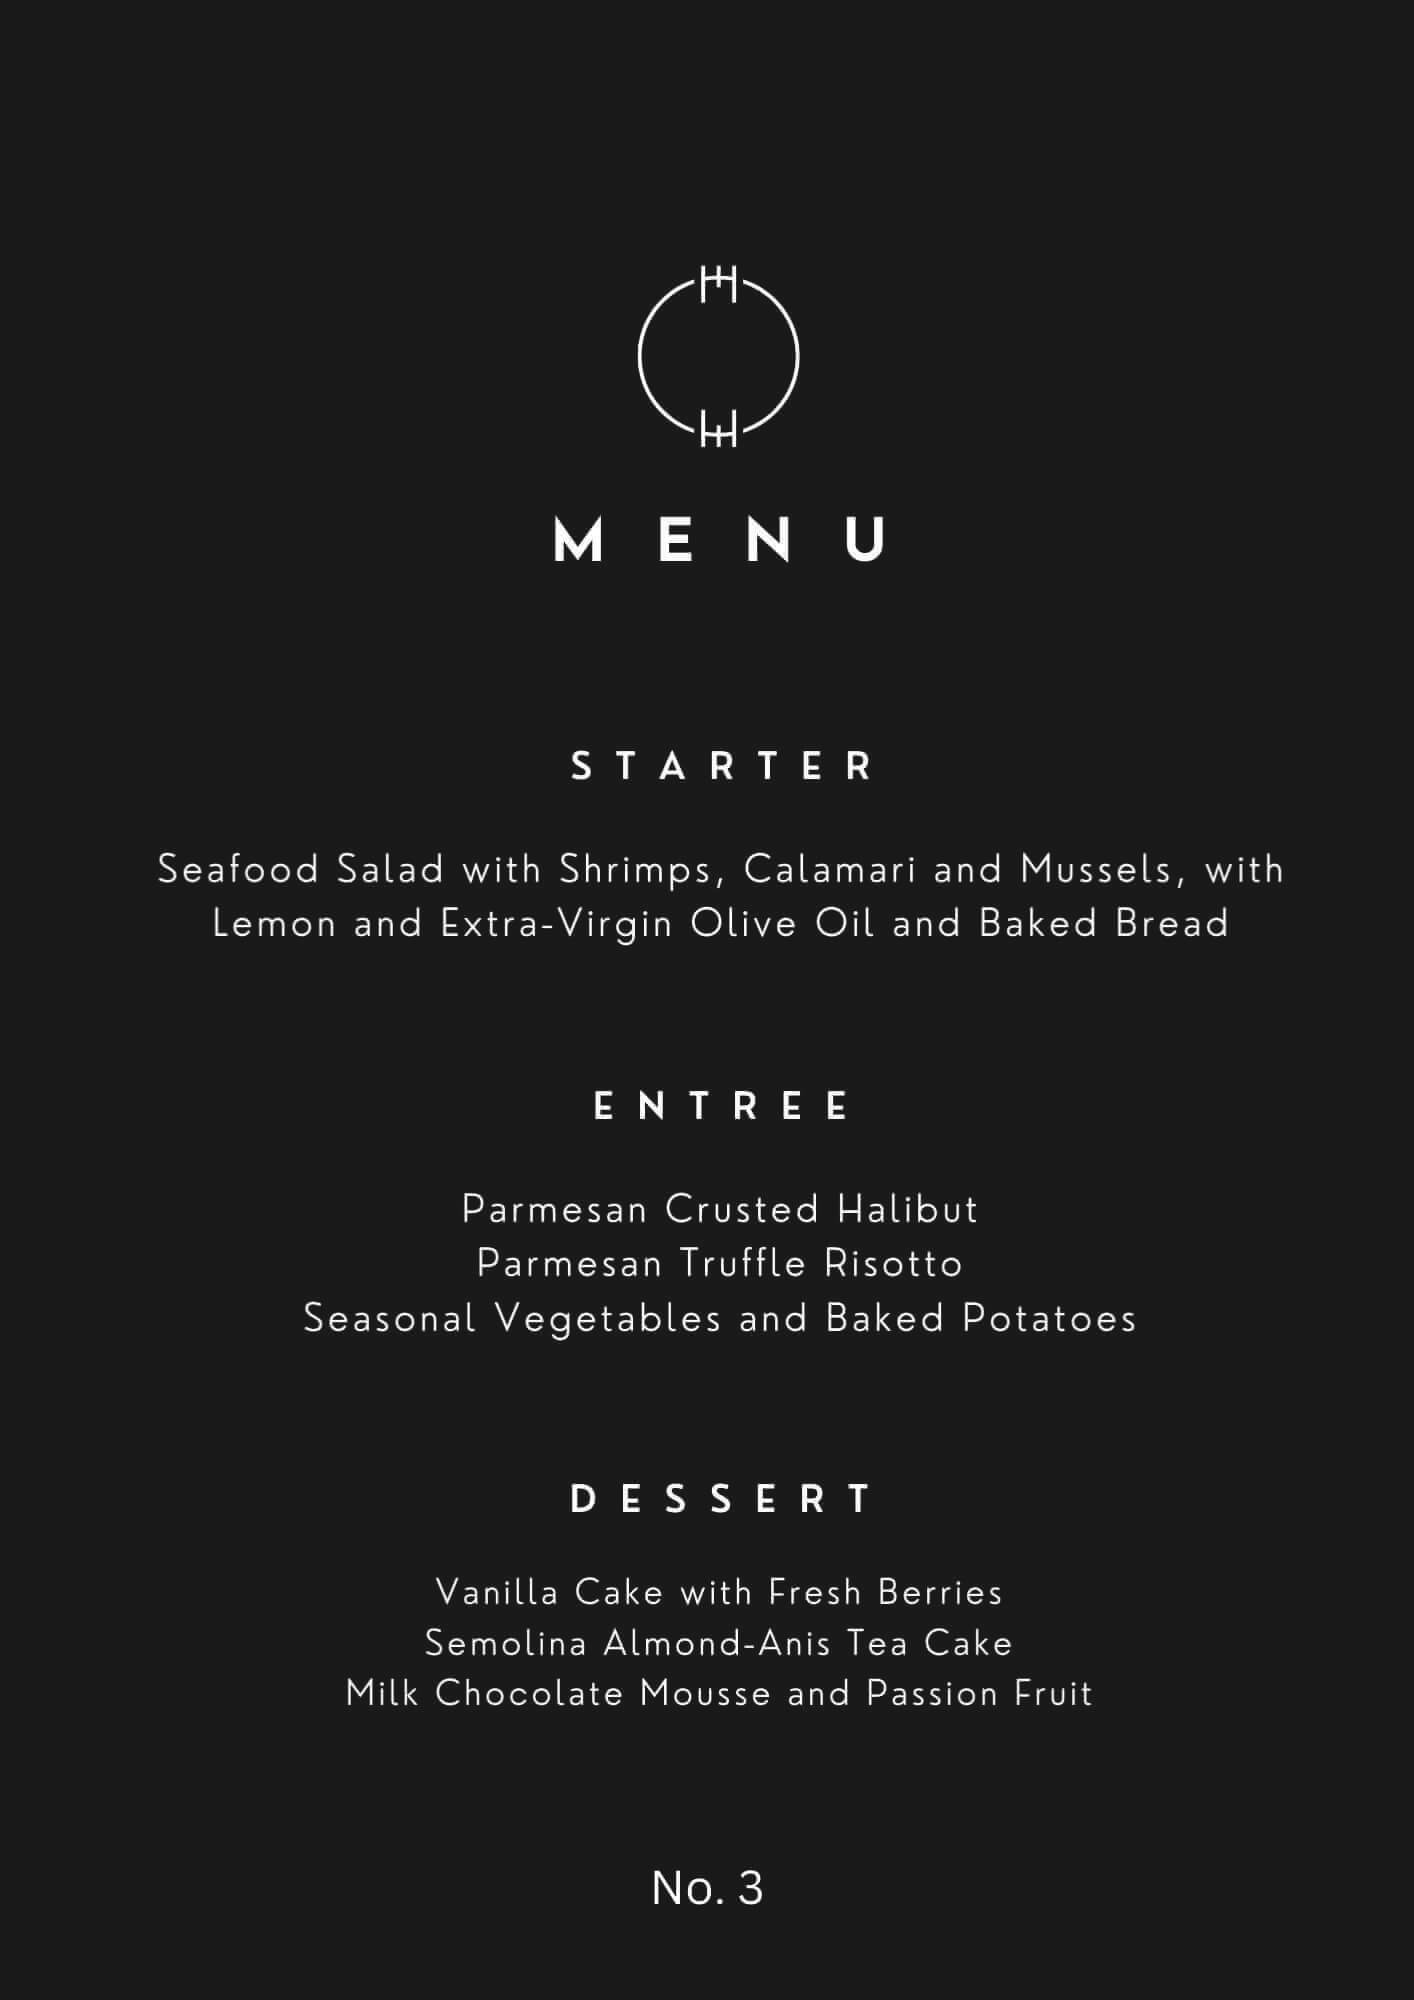 MENU
STARTER
Seafood Salad with Shrimps, Calamari and Mussels, with
Lemon and Extra-Virgin Olive Oil and Baked Bread
ENTREE
Parmesan Crusted Halibut
Parmesan Truffle Risotto
Seasonal Vegetables and Baked Potatoes
DESSERT
Vanilla Cake with Fresh Berries
Semolina Almond-Anis Tea Cake
Milk Chocolate Mousse and Passion Fruit
No. 3